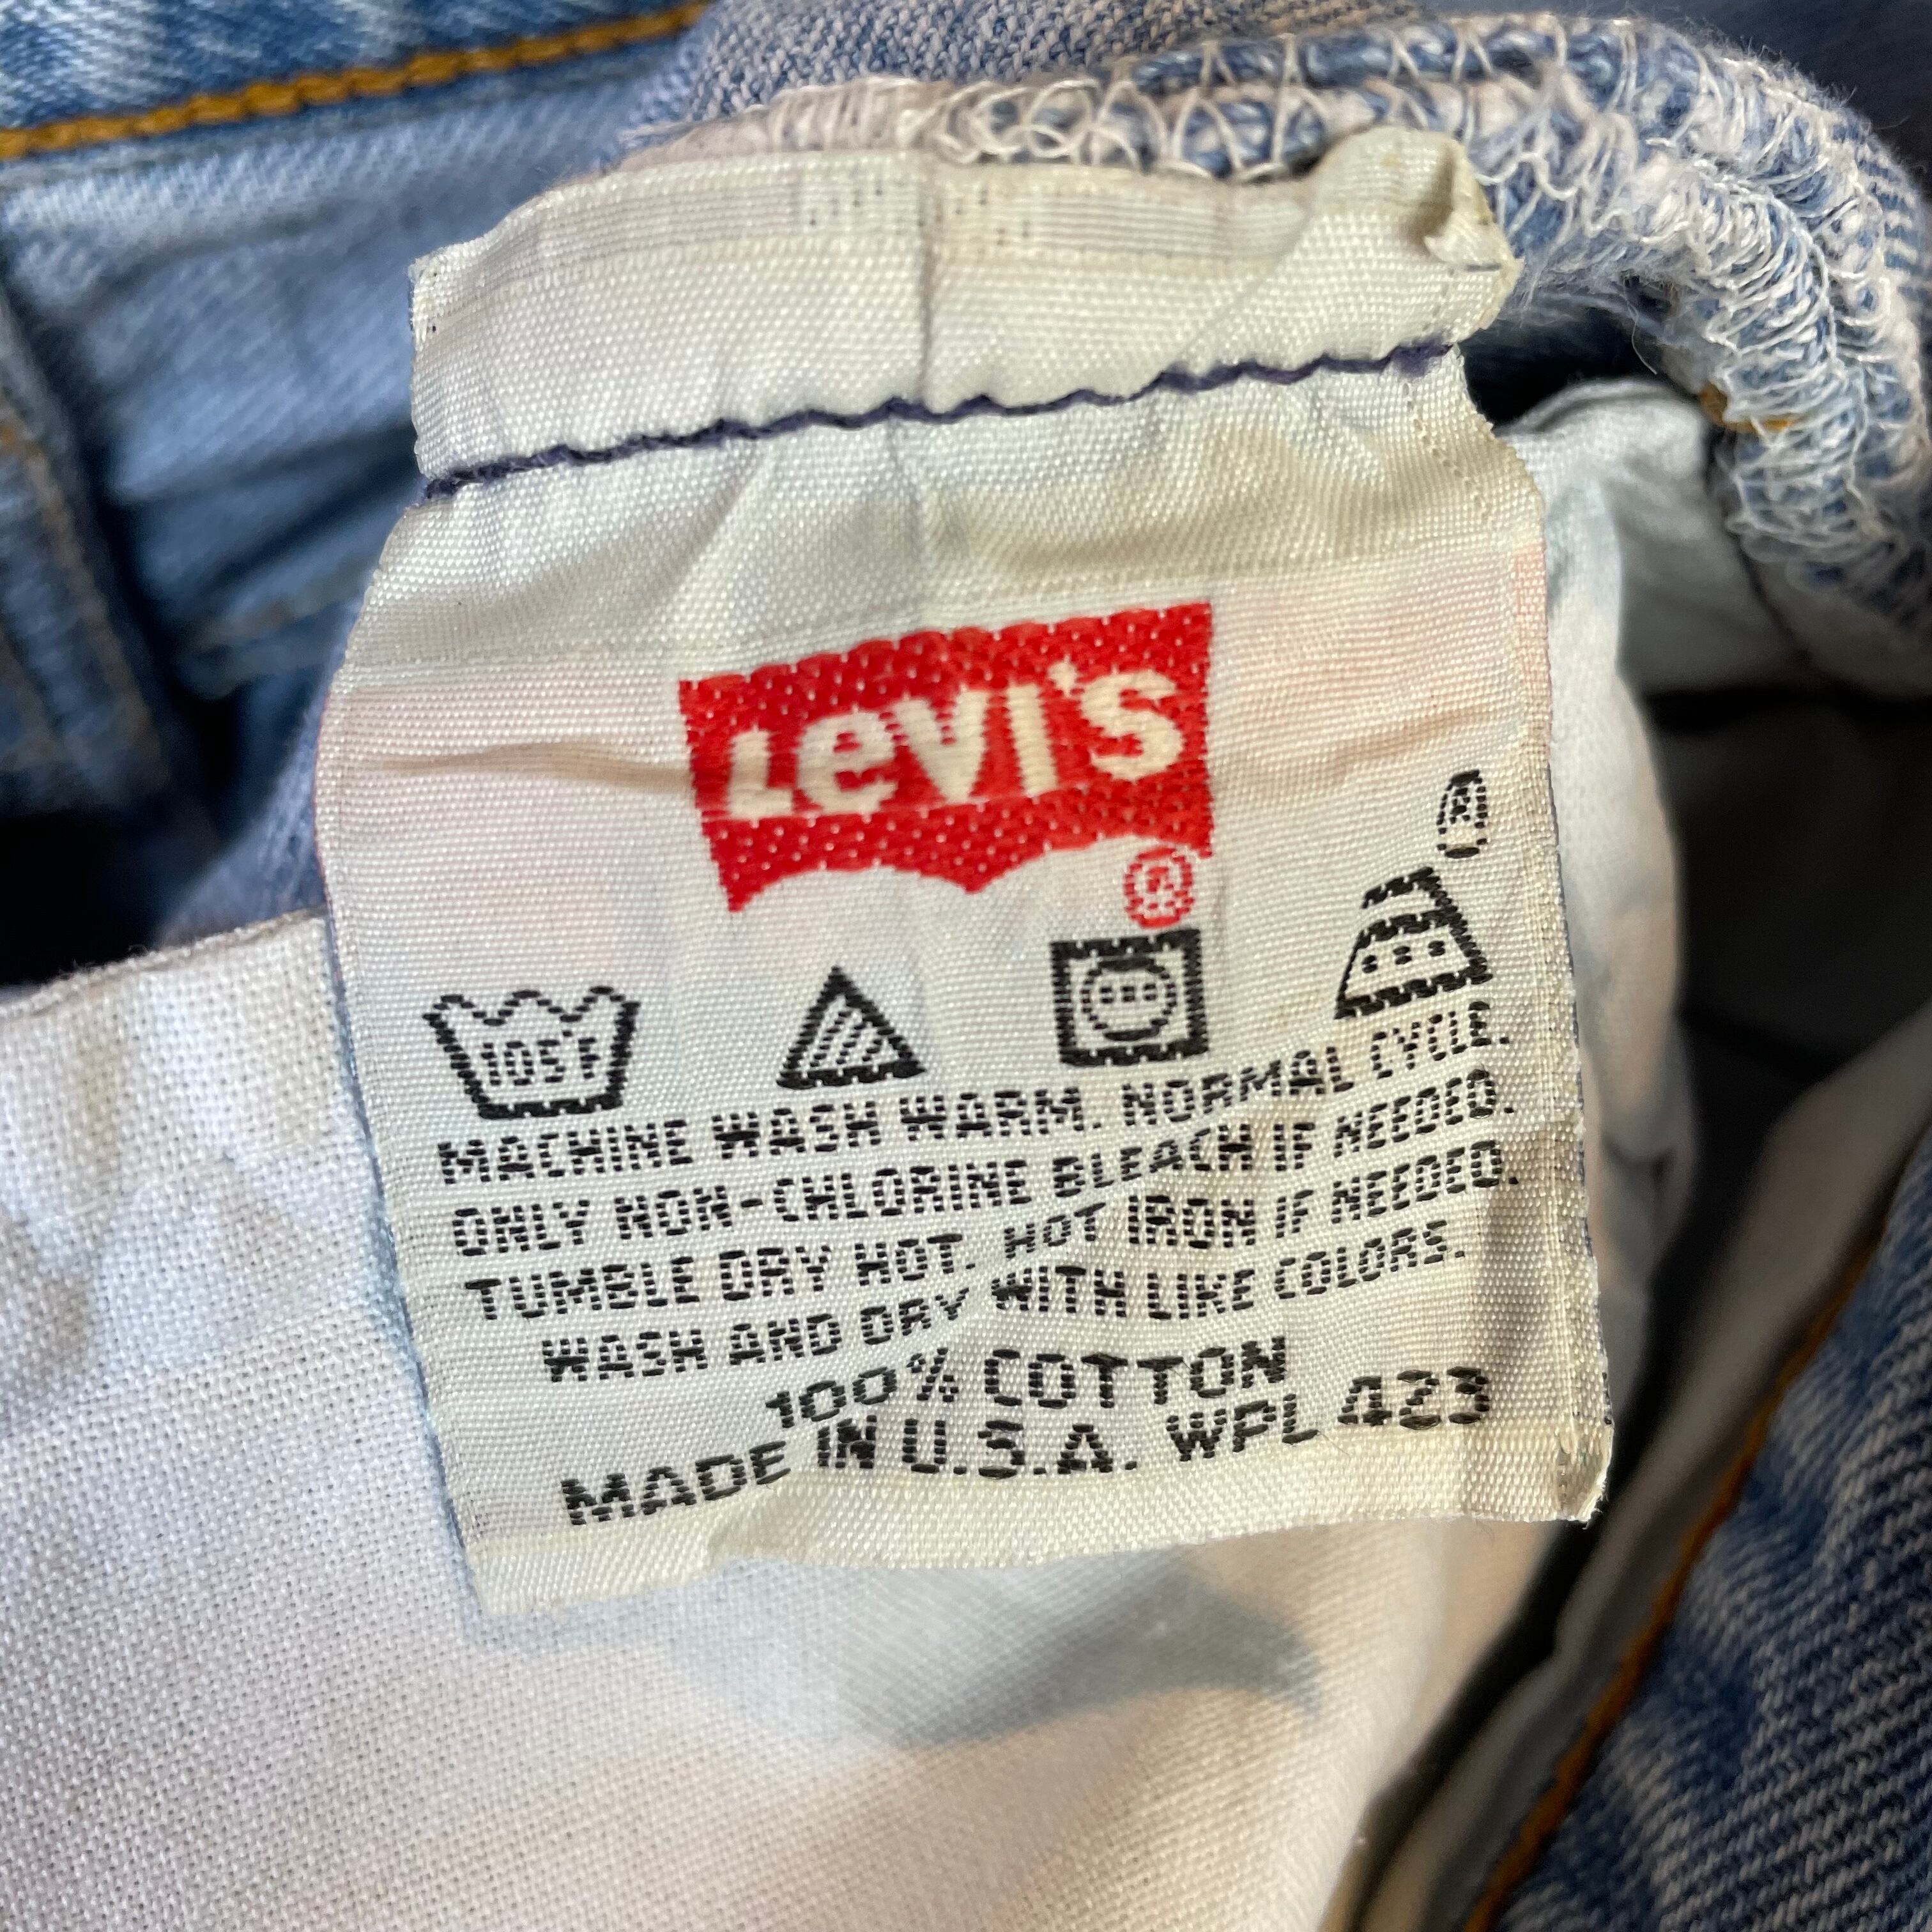 Levi's
®
105°F
MACHINE WASH WARM. NORMAL CYCLE.
ONLY NON-CHLORINE BLEACH IF NEEDED.
TUMBLE DRY HOT. HOT IRON IF NEEDED.
WASH AND DRY WITH LIKE COLORS.
100% COTTON
MADE IN U.S.A. WPL 423